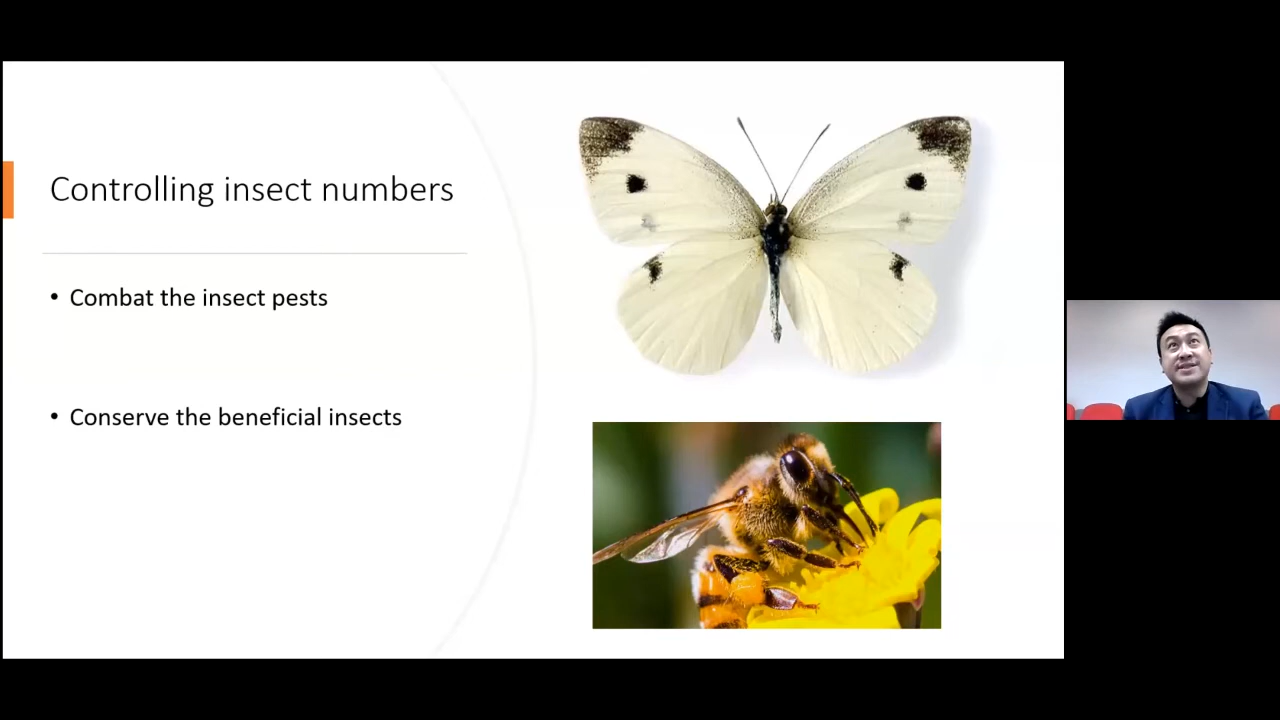 Controlling insect numbers
• Combat the insect pests
• Conserve the beneficial insects